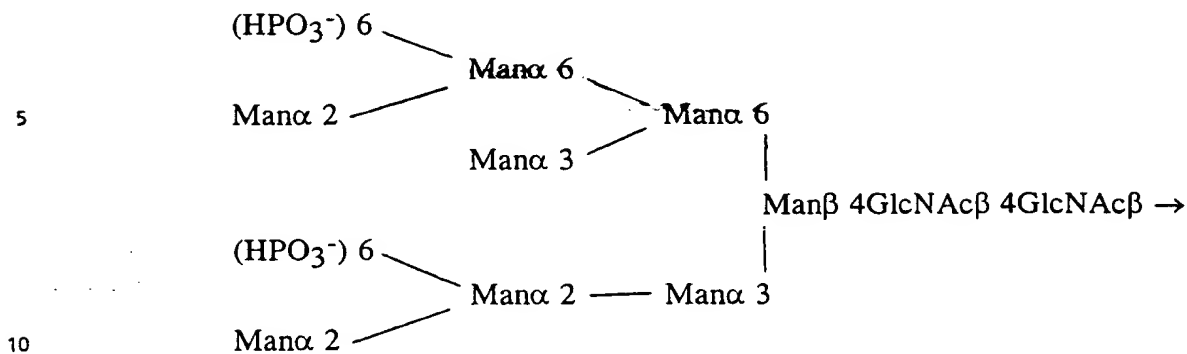 (HPO₃⁻) 6
Manα 6
5 Manα 2 Manα 6
Manα 3
Manβ 4GlcNAcβ 4GlcNAcβ →
(HPO₃⁻) 6
Manα 2 Manα 3
10 Manα 2